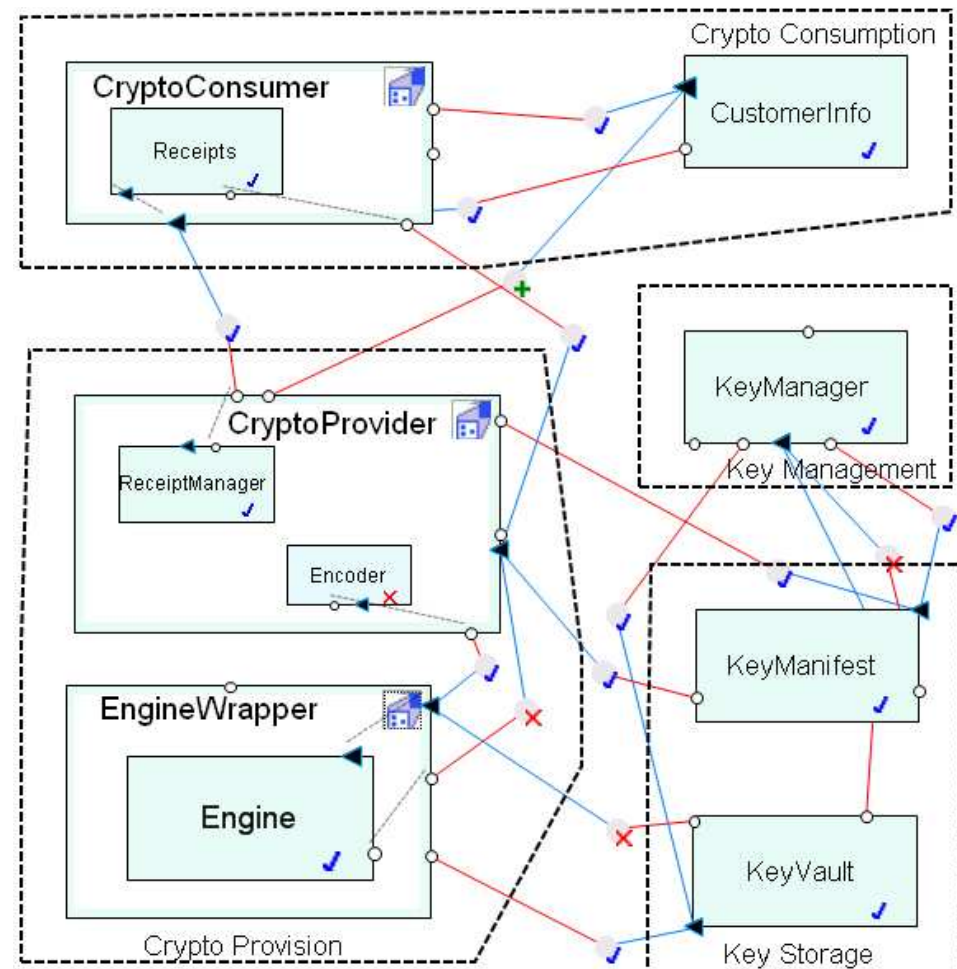 Crypto Consumption
CryptoConsumer
CustomerInfo
Receipts
KeyManager
CryptoProvider
Key Management
ReceiptManager
Encoder
KeyManifest
EngineWrapper
Engine
KeyVault
Crypto Provision
Key Storage